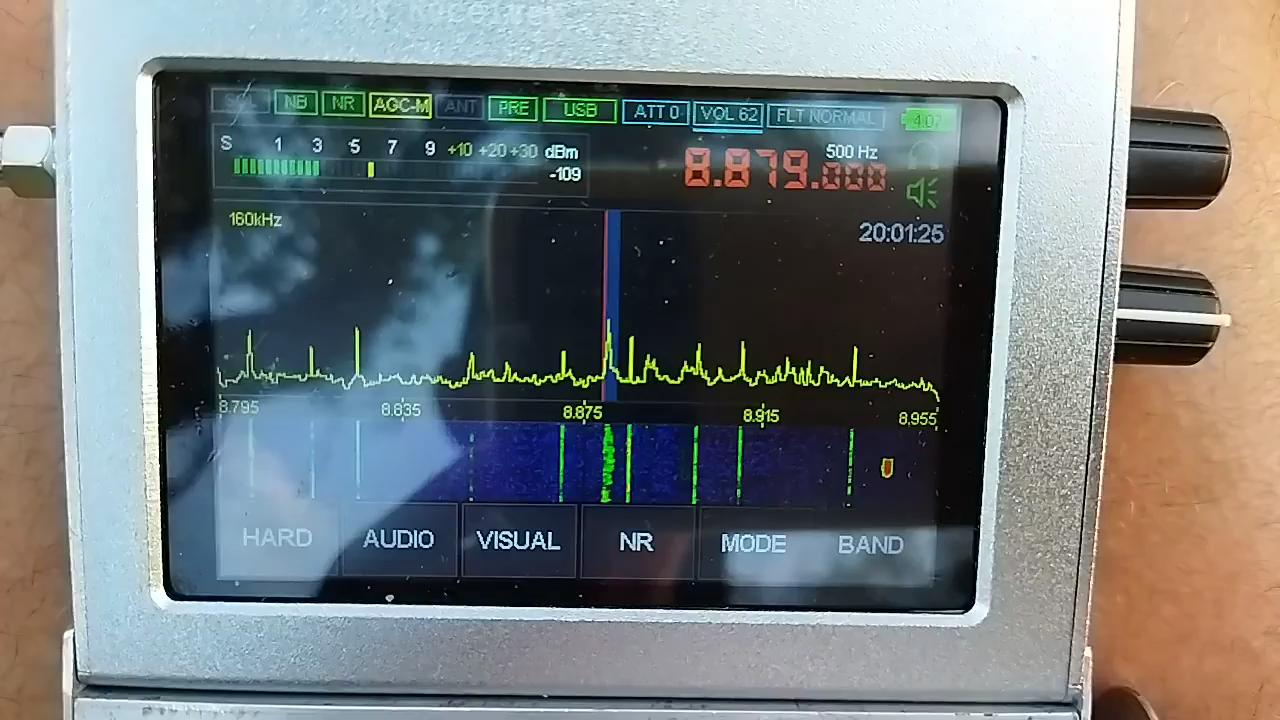 NB NR AGC-M ANT PRE USB ATT 0 VOL 62 FLT NORMAL 4.07
S 1 3 5 7 9 +10 +20 +30 dBm
-109
500 Hz
8.879.000
160kHz
20:01:25
8.795 8.835 8.875 8.915 8.955
HARD AUDIO VISUAL NR MODE BAND